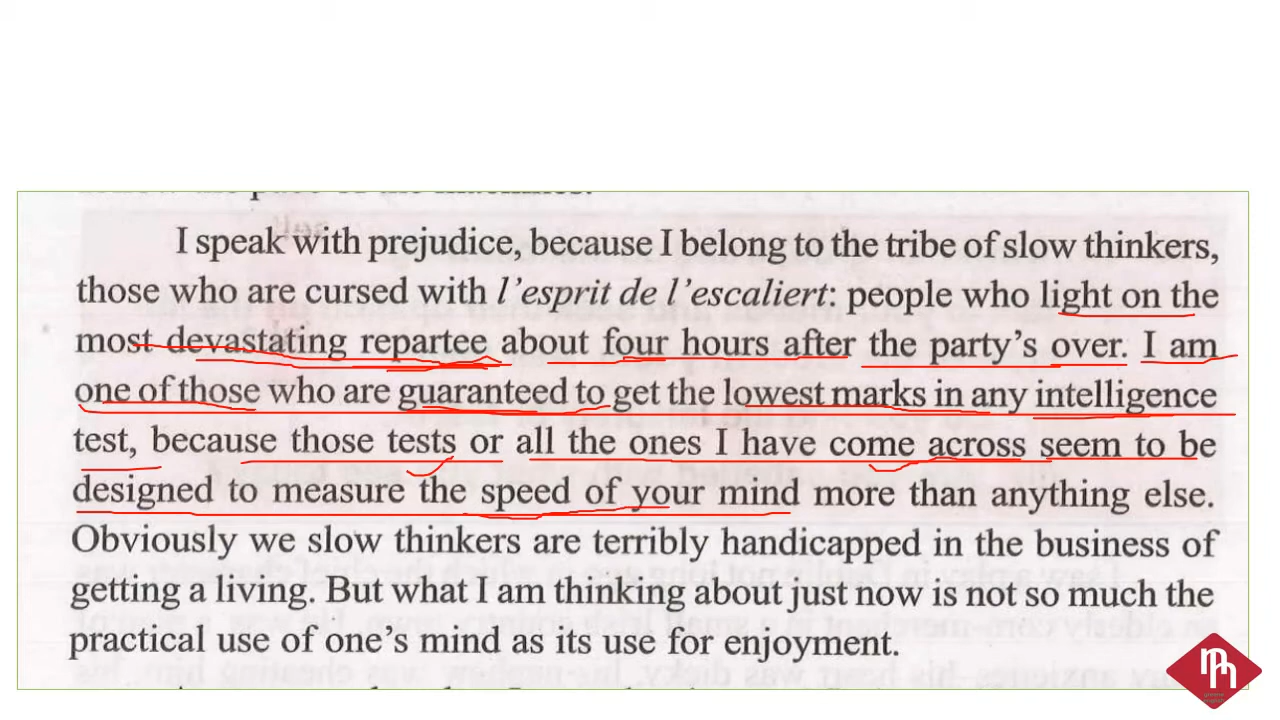 I speak with prejudice, because I belong to the tribe of slow thinkers,
those who are cursed with l'esprit de l'escaliert: people who light on the
most devastating repartee about four hours after the party's over. I am
one of those who are guaranteed to get the lowest marks in any intelligence
test, because those tests or all the ones I have come across seem to be
designed to measure the speed of your mind more than anything else.
Obviously we slow thinkers are terribly handicapped in the business of
getting a living. But what I am thinking about just now is not so much the
practical use of one's mind as its use for enjoyment.